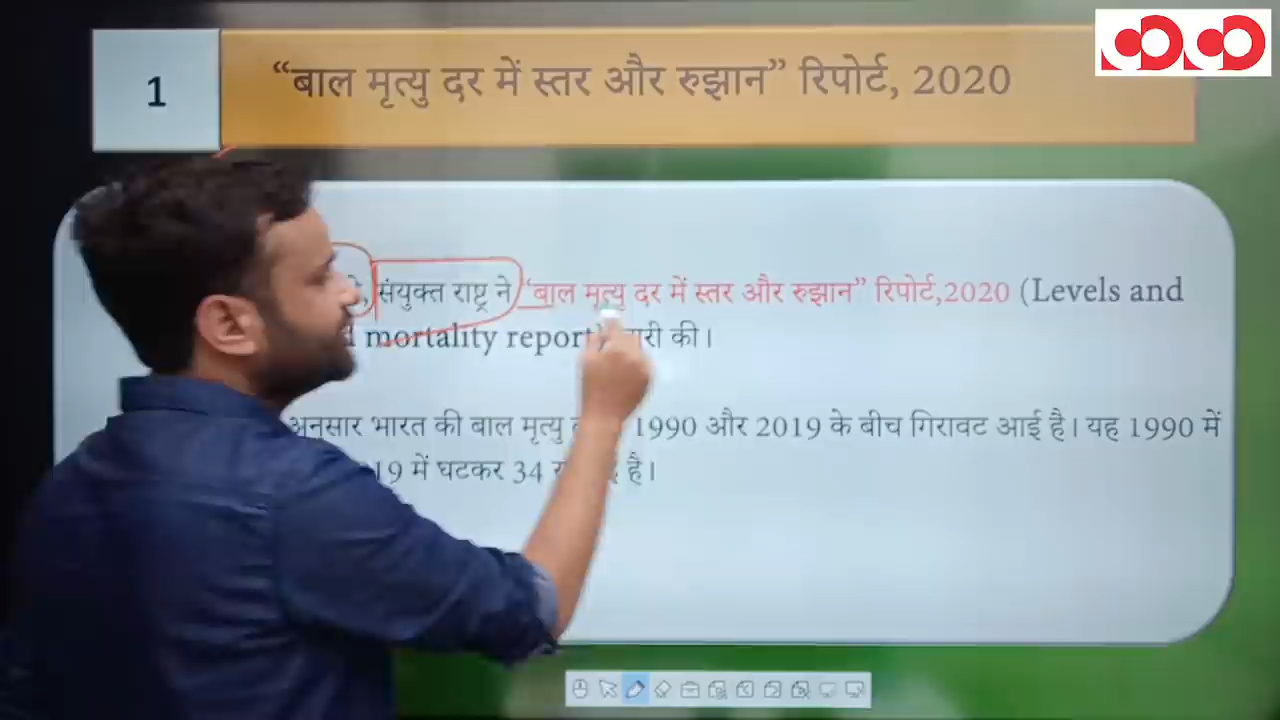 1
“बाल मृत्यु दर में स्तर और रुझान” रिपोर्ट, 2020
संयुक्त राष्ट्र ने “बाल मृत्यु दर में स्तर और रुझान” रिपोर्ट,2020 (Levels and
mortality report) की।
अनुसार भारत की बाल मृत्यु 1990 और 2019 के बीच गिरावट आई है। यह 1990 में
में घटकर 34 है।